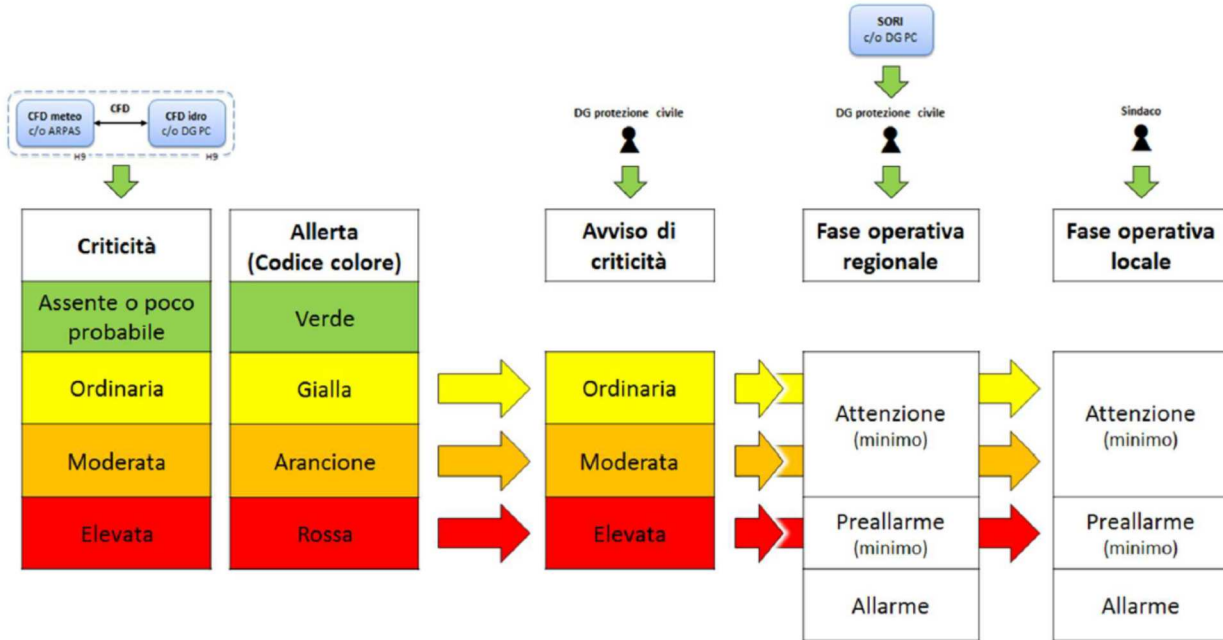 SORI
c/o DG PC
CFD meteo
c/o ARPAS
CFD
CFD idro
c/o DG PC
H9
H9
DG protezione civile
DG protezione civile
Sindaco
Criticità
Allerta
(Codice colore)
Avviso di
criticità
Fase operativa
regionale
Fase operativa
locale
Assente o poco
probabile
Verde
Ordinaria
Gialla
Ordinaria
Attenzione
(minimo)
Attenzione
(minimo)
Moderata
Arancione
Moderata
Elevata
Rossa
Elevata
Preallarme
(minimo)
Preallarme
(minimo)
Allarme
Allarme